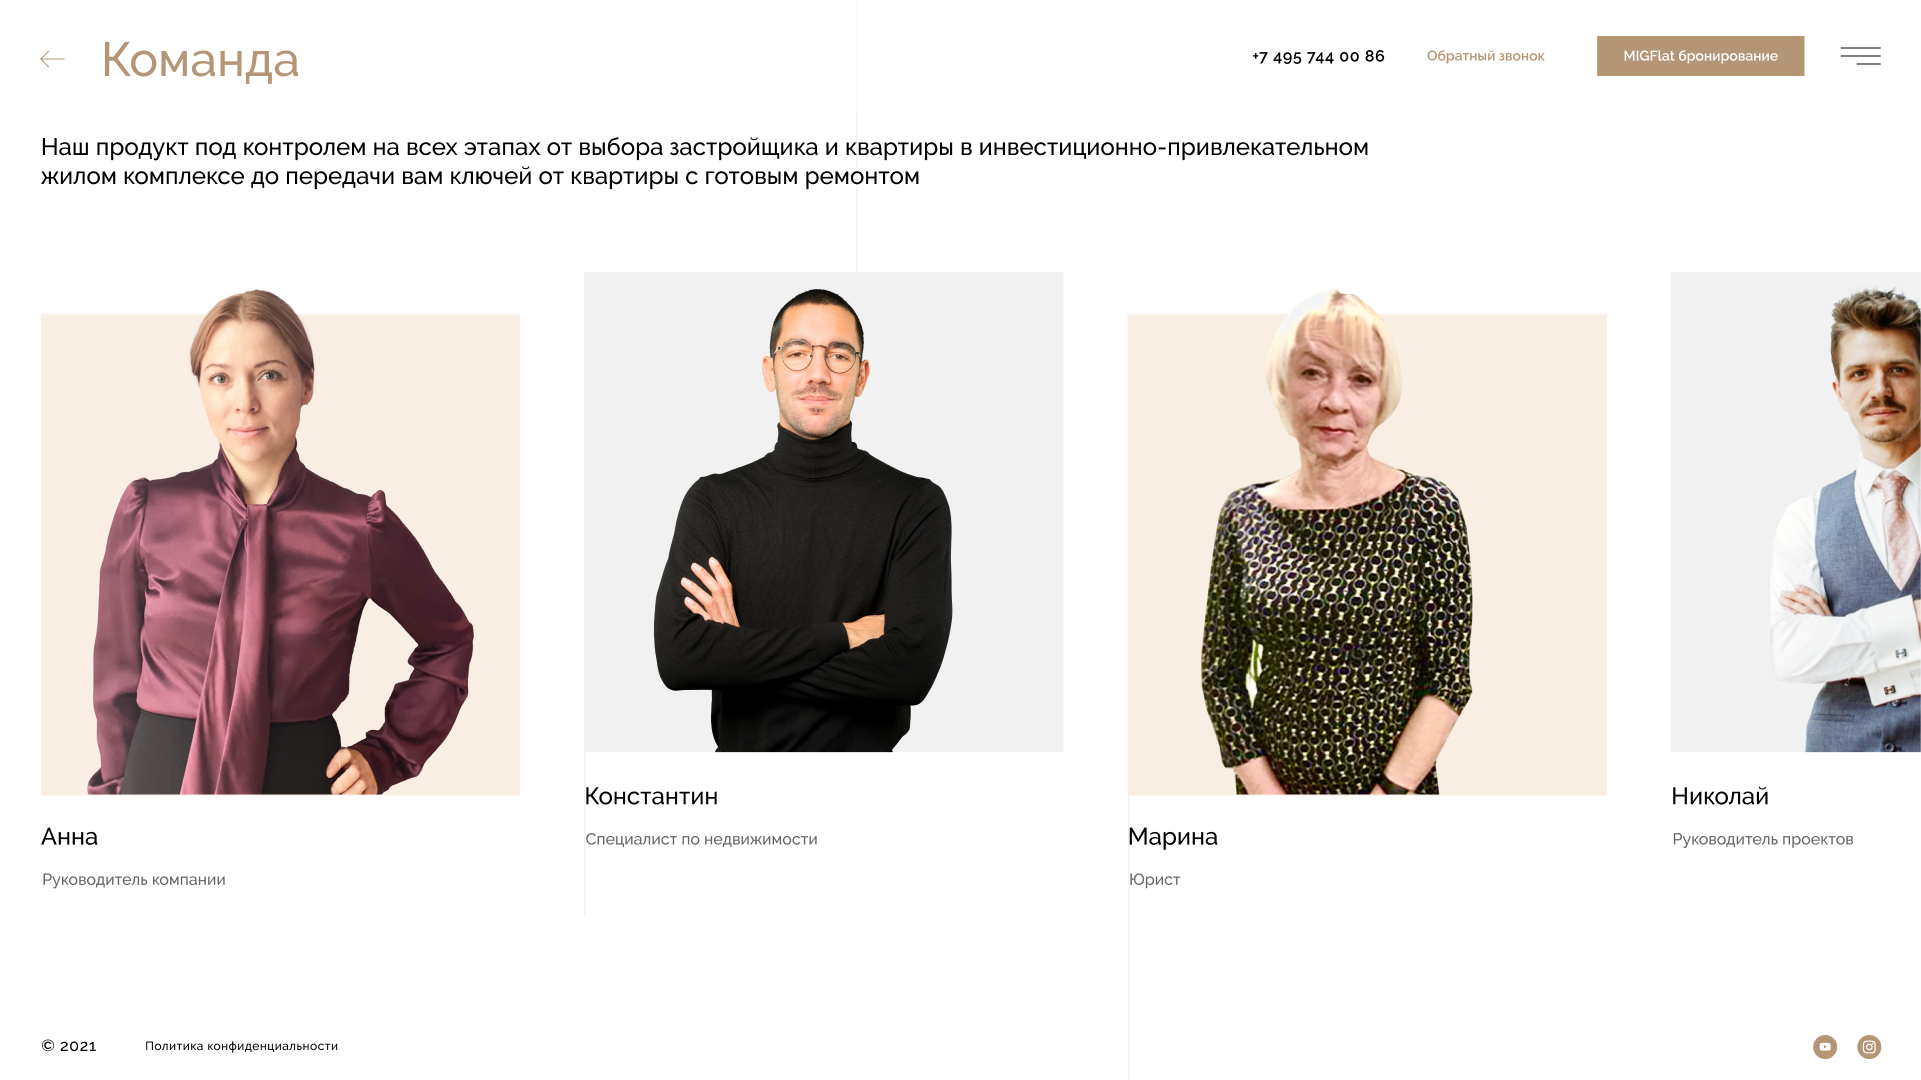 Команда
+7 495 744 00 86
Обратный звонок
MIGFlat бронирование
Наш продукт под контролем на всех этапах от выбора застройщика и квартиры в инвестиционно-привлекательном
жилом комплексе до передачи вам ключей от квартиры с готовым ремонтом
Анна
Руководитель компании
Константин
Специалист по недвижимости
Марина
Юрист
Николай
Руководитель проектов
© 2021
Политика конфиденциальности